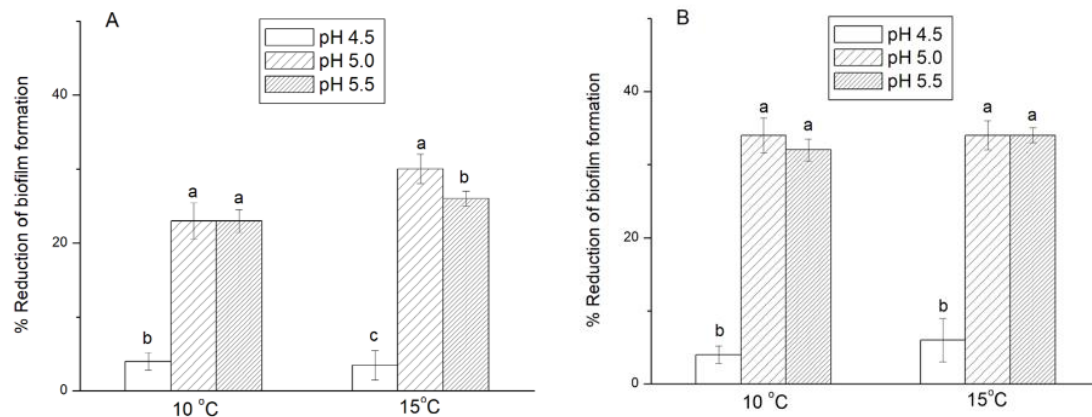 A
pH 4.5
pH 5.0
pH 5.5
% Reduction of biofilm formation
40
20
0
a
a
b
a
b
c
10 °C
15°C
B
pH 4.5
pH 5.0
pH 5.5
% Reduction of biofilm formation
40
20
0
a
a
b
a
a
b
10 °C
15°C